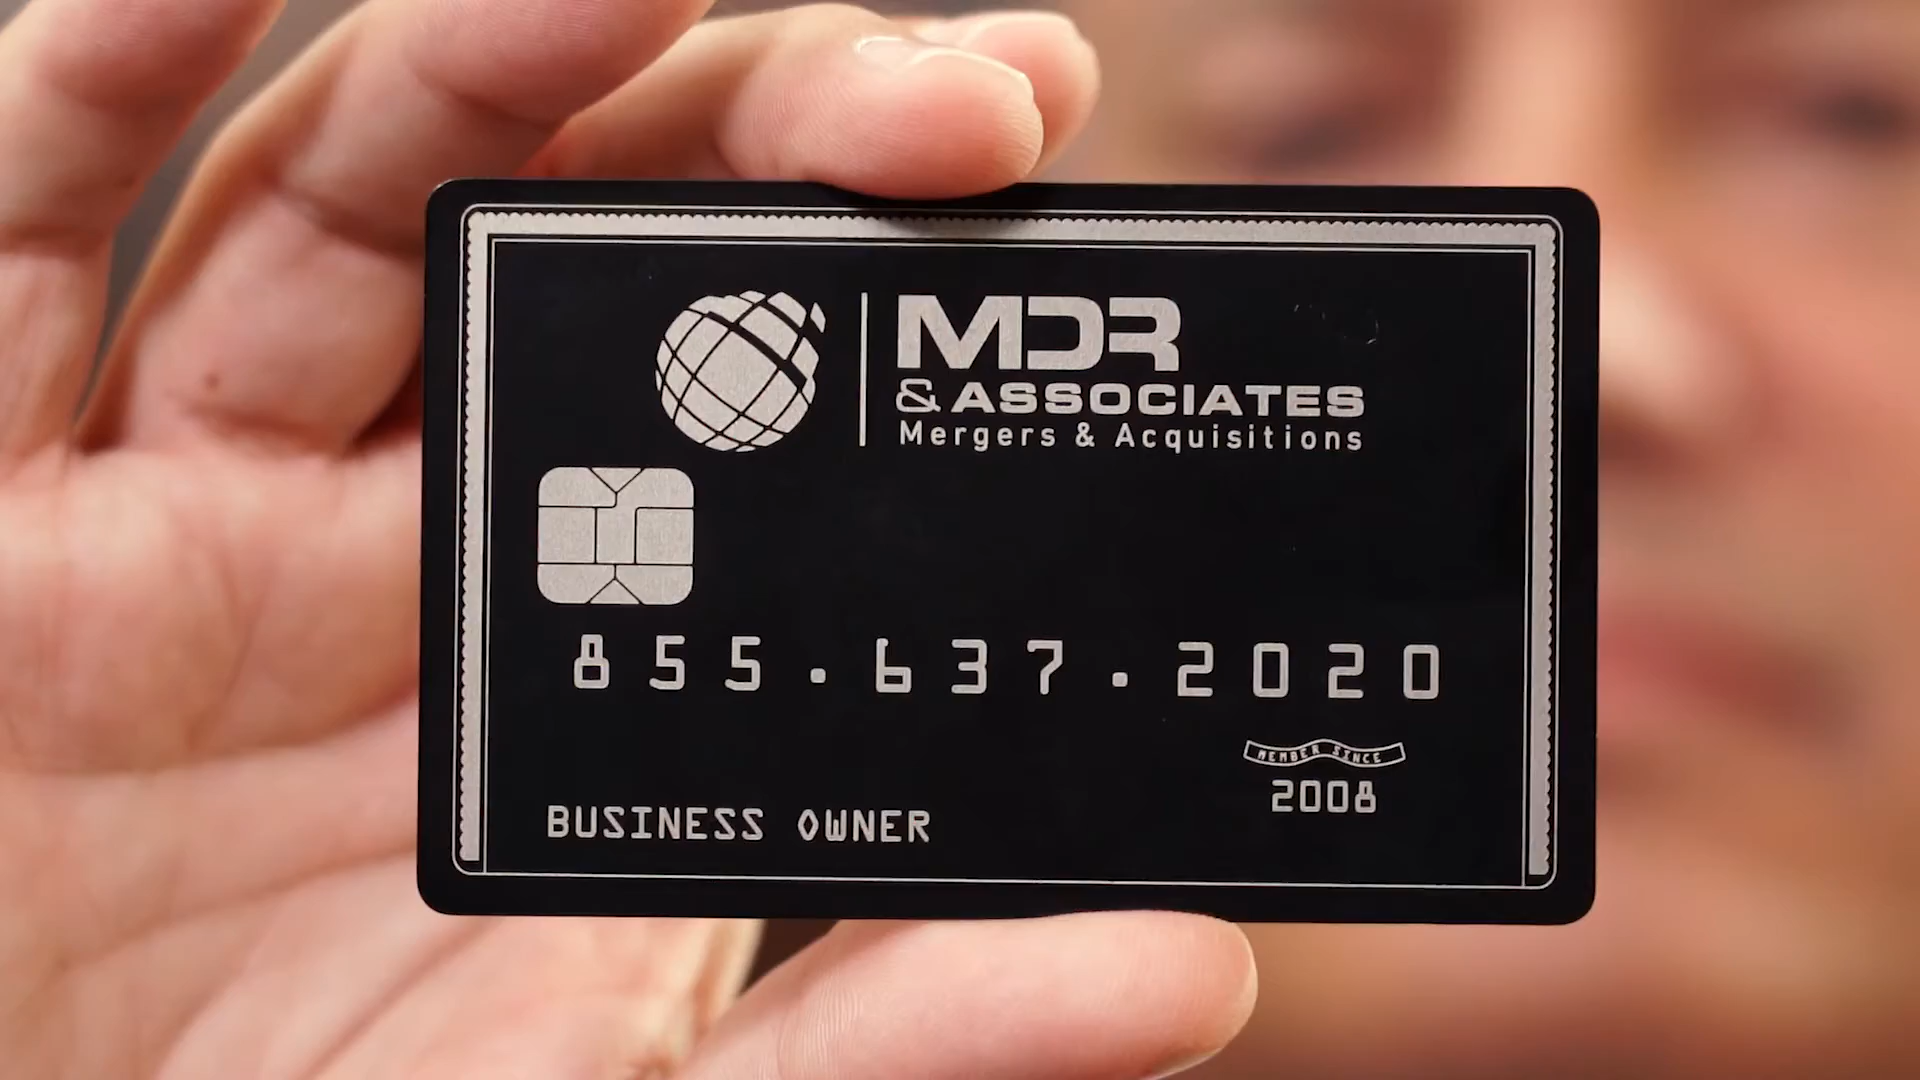 MDR
& ASSOCIATES
Mergers & Acquisitions
855.637.2020
MEMBER SINCE
2008
BUSINESS OWNER